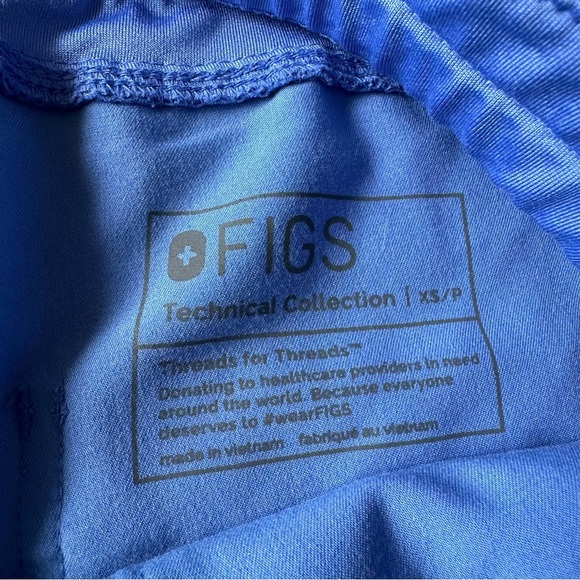 FIGS
Technical Collection | XS/P
Threads for Threads™
Donating to healthcare providers in need
around the world. Because everyone
deserves to #wearFIGS
made in vietnam fabriqué au vietnam